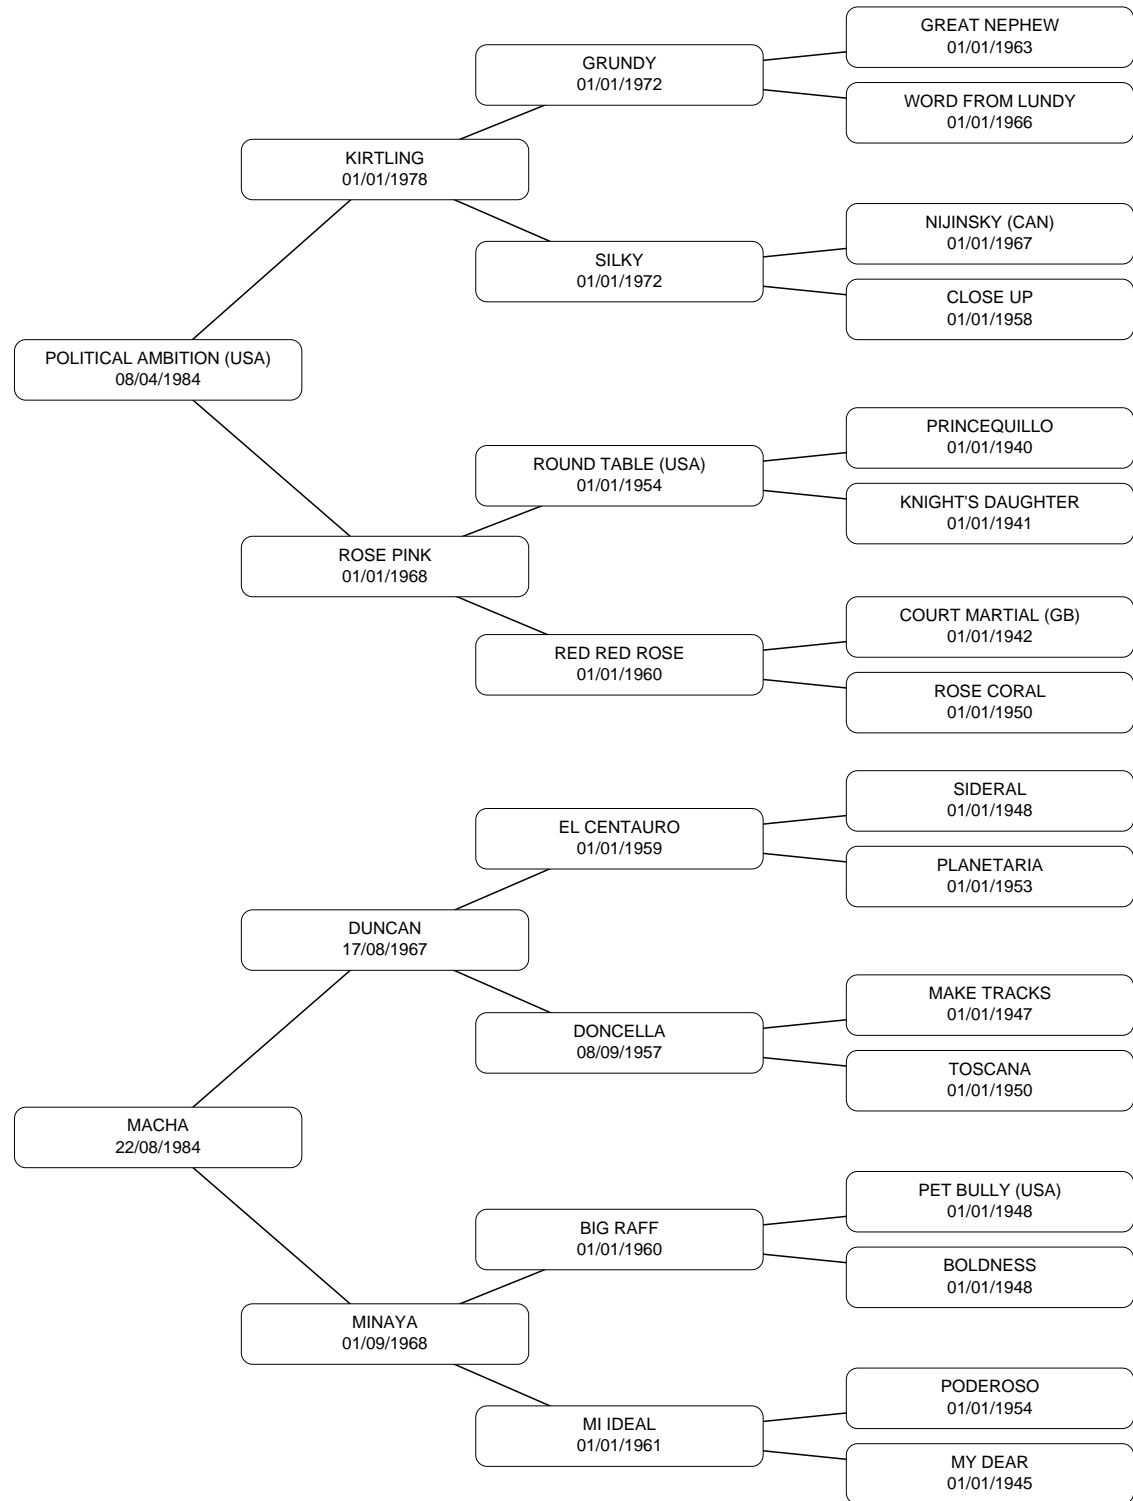 GREAT NEPHEW
01/01/1963
GRUNDY
01/01/1972
WORD FROM LUNDY
01/01/1966
KIRTLING
01/01/1978
NIJINSKY (CAN)
01/01/1967
SILKY
01/01/1972
CLOSE UP
01/01/1958
POLITICAL AMBITION (USA)
08/04/1984
PRINCEQUILLO
01/01/1940
ROUND TABLE (USA)
01/01/1954
KNIGHT'S DAUGHTER
01/01/1941
ROSE PINK
01/01/1968
COURT MARTIAL (GB)
01/01/1942
RED RED ROSE
01/01/1960
ROSE CORAL
01/01/1950
SIDERAL
01/01/1948
EL CENTAURO
01/01/1959
PLANETARIA
01/01/1953
DUNCAN
17/08/1967
MAKE TRACKS
01/01/1947
DONCELLA
08/09/1957
TOSCANA
01/01/1950
MACHA
22/08/1984
PET BULLY (USA)
01/01/1948
BIG RAFF
01/01/1960
BOLDNESS
01/01/1948
MINAYA
01/09/1968
PODEROSO
01/01/1954
MI IDEAL
01/01/1961
MY DEAR
01/01/1945